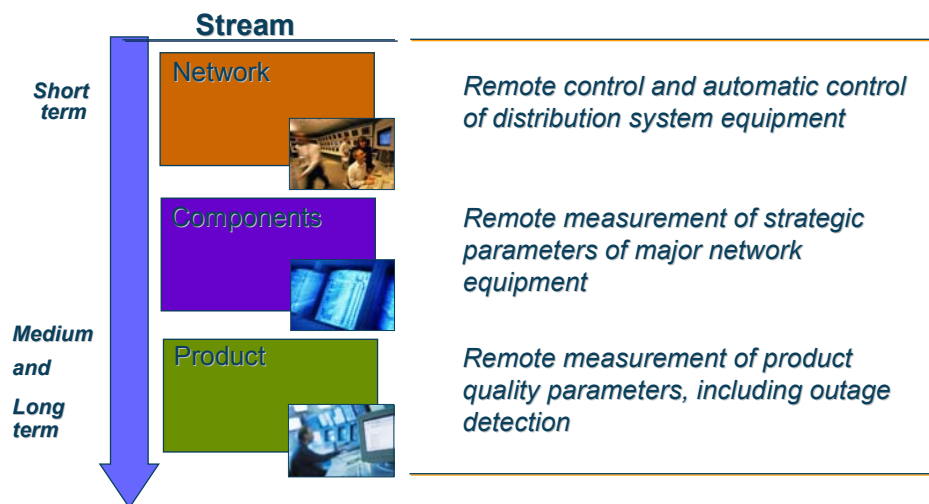 Stream
Short
term
Network
Remote control and automatic control
of distribution system equipment
Components
Remote measurement of strategic
parameters of major network
equipment
Medium
and
Long
term
Product
Remote measurement of product
quality parameters, including outage
detection